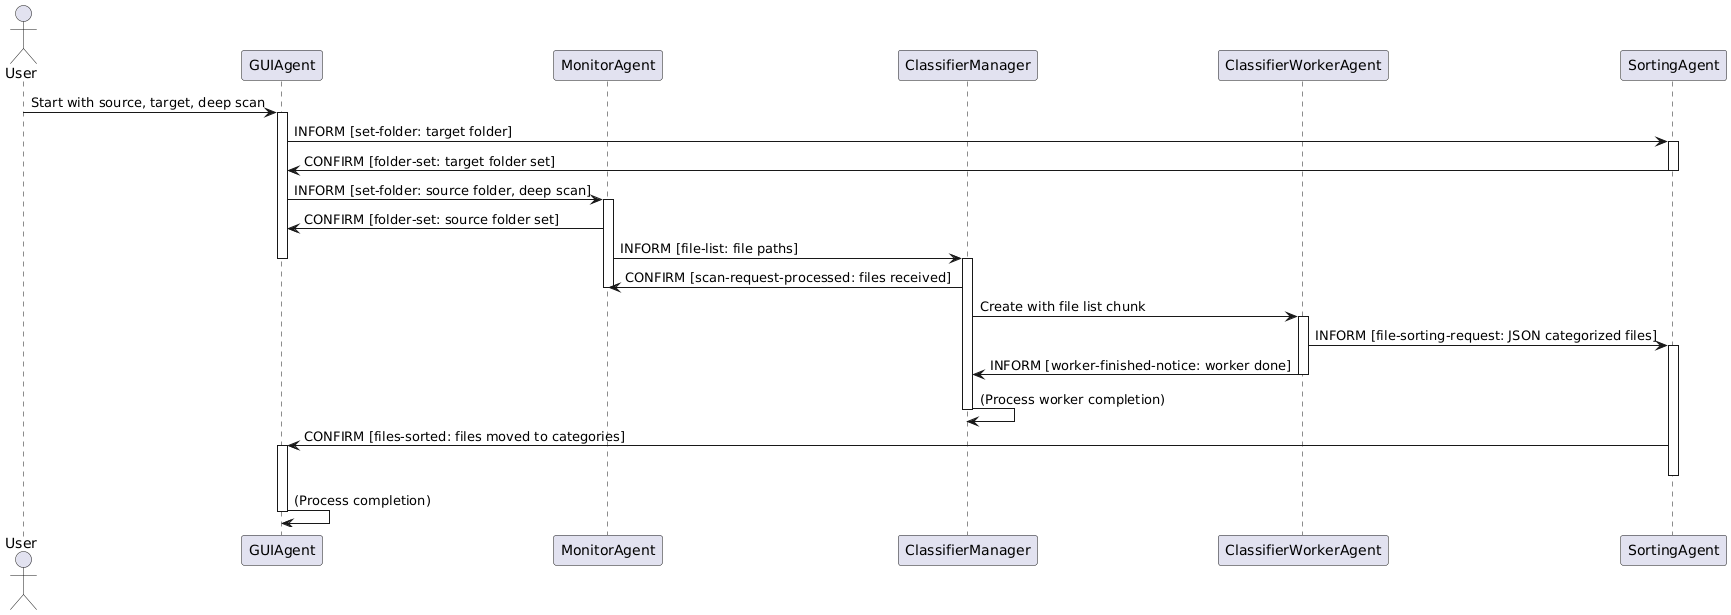 User
GUIAgent
MonitorAgent
ClassifierManager
ClassifierWorkerAgent
SortingAgent
Start with source, target, deep scan
INFORM [set-folder: target folder]
CONFIRM [folder-set: target folder set]
INFORM [set-folder: source folder, deep scan]
CONFIRM [folder-set: source folder set]
INFORM [file-list: file paths]
CONFIRM [scan-request-processed: files received]
Create with file list chunk
INFORM [file-sorting-request: JSON categorized files]
INFORM [worker-finished-notice: worker done]
(Process worker completion)
CONFIRM [files-sorted: files moved to categories]
(Process completion)
User
GUIAgent
MonitorAgent
ClassifierManager
ClassifierWorkerAgent
SortingAgent